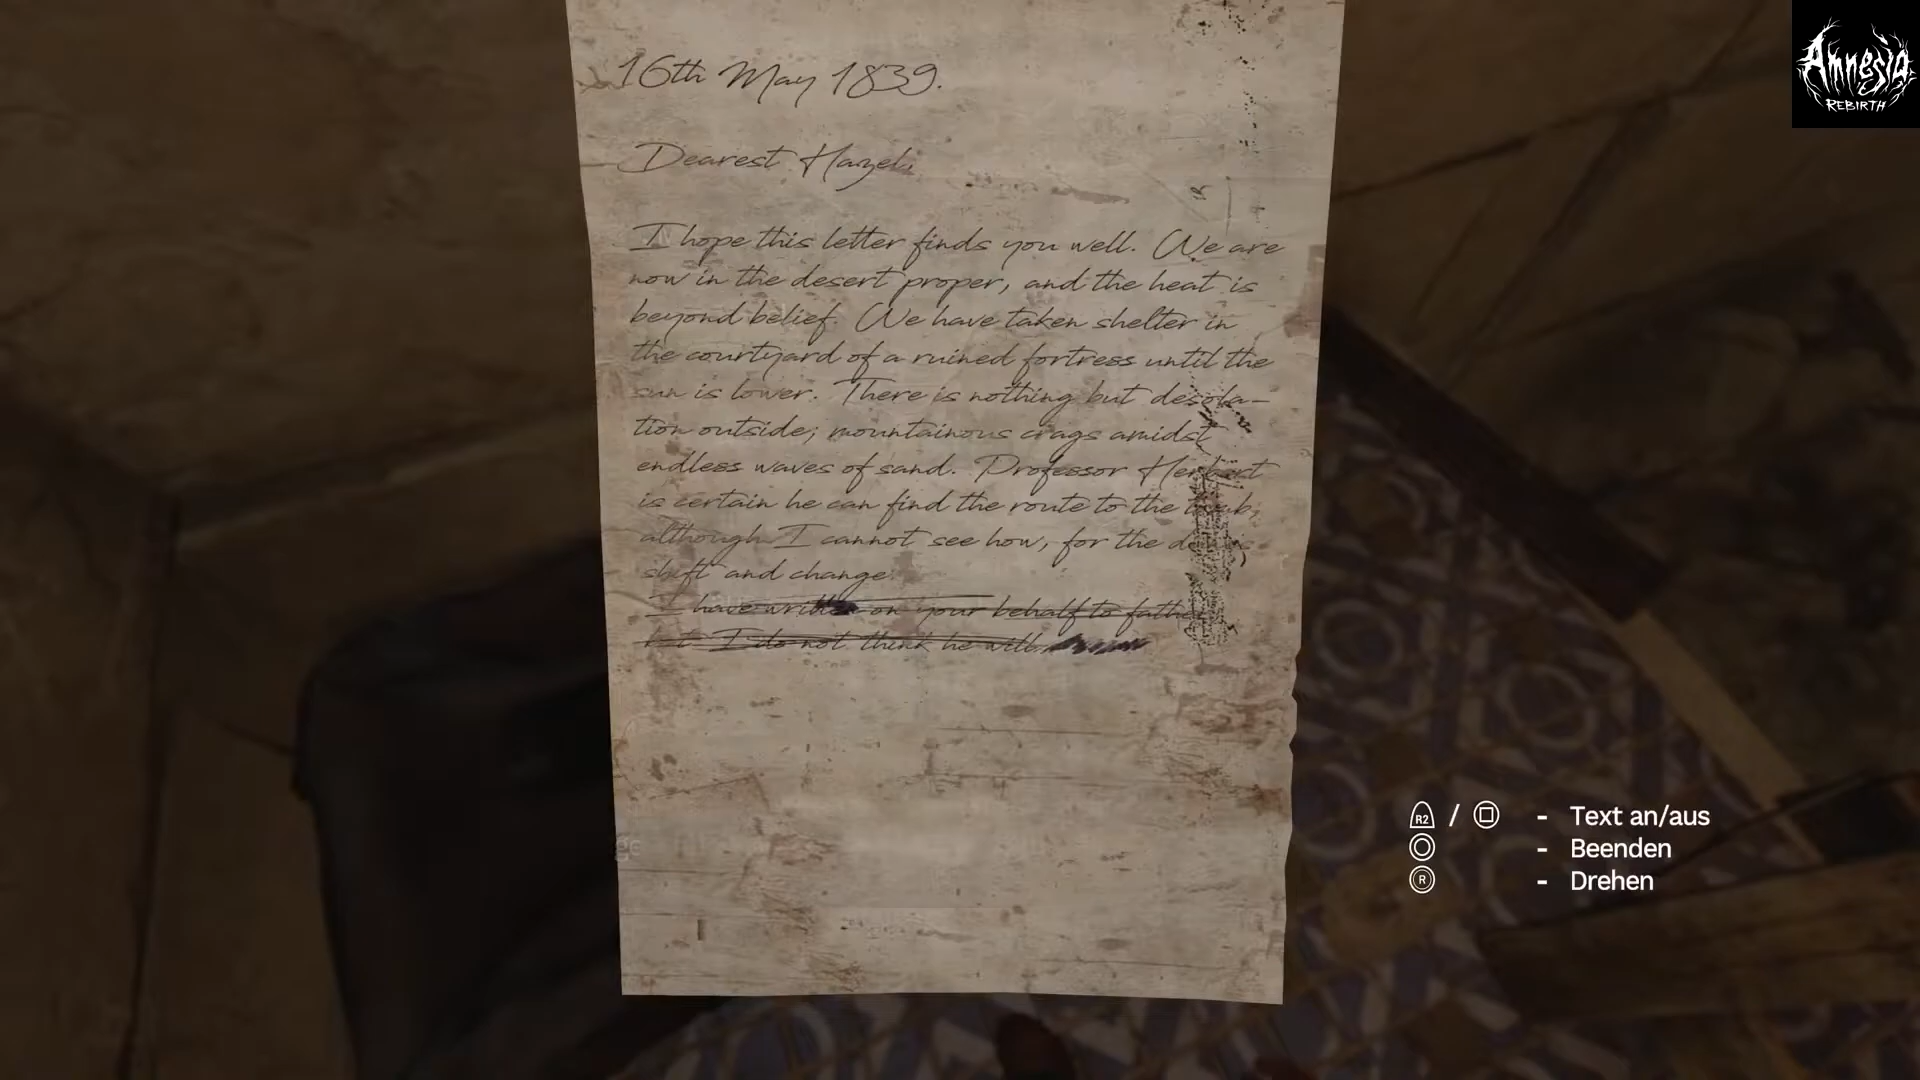 Amnesia
REBIRTH
16th May 1839.
Dearest Hazel,
I hope this letter finds you well. We are
now in the desert proper, and the heat is
beyond belief. We have taken shelter in
the courtyard of a ruined fortress until the
sun is lower. There is nothing but desola-
tion outside; mountainous crags amidst
endless waves of sand. Professor Herbert
is certain he can find the route to the tomb,
although I cannot see how, for the
shift and change.
I have written on your behalf to father
but I do not think he will
R2 / - Text an/aus
- Beenden
R - Drehen